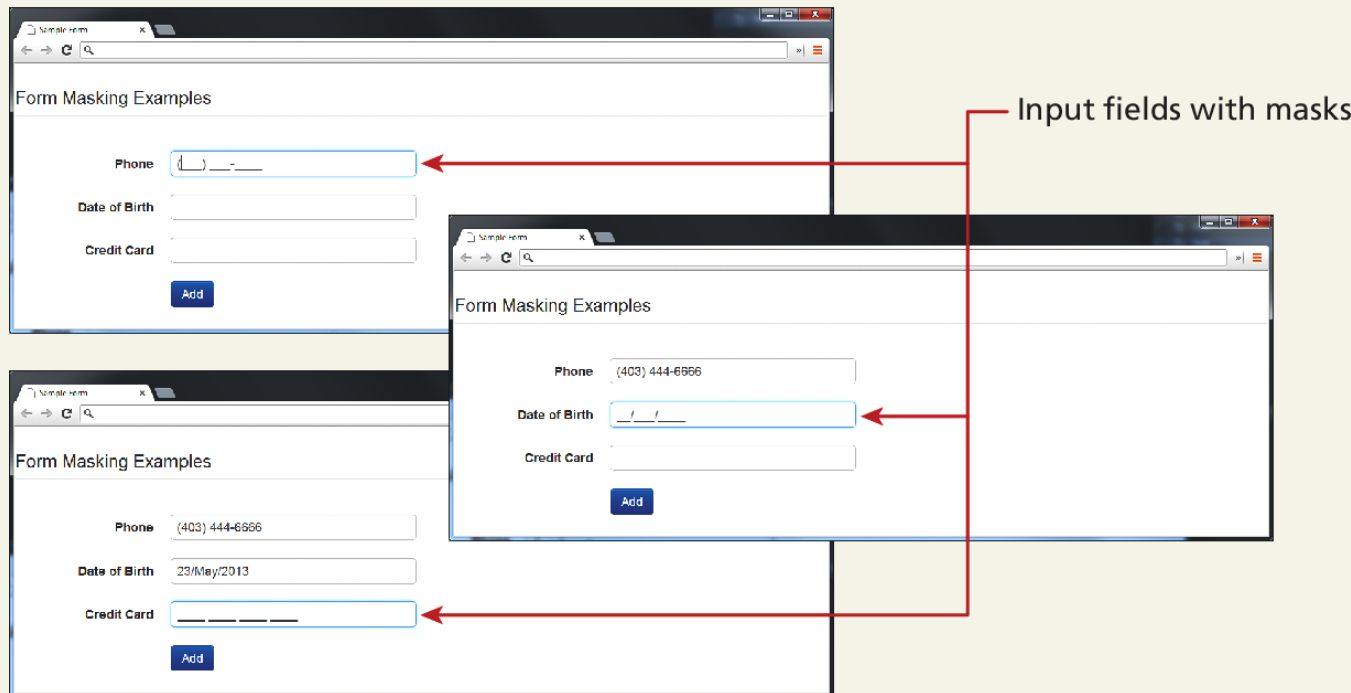 Sample Form
Form Masking Examples
Phone (___) ___-____
Date of Birth
Credit Card
Add
Input fields with masks
Sample Form
Form Masking Examples
Phone (403) 444-6666
Date of Birth __/___/____
Credit Card
Add
Sample Form
Form Masking Examples
Phone (403) 444-6666
Date of Birth 23/May/2013
Credit Card ____ ____ ____ ____
Add